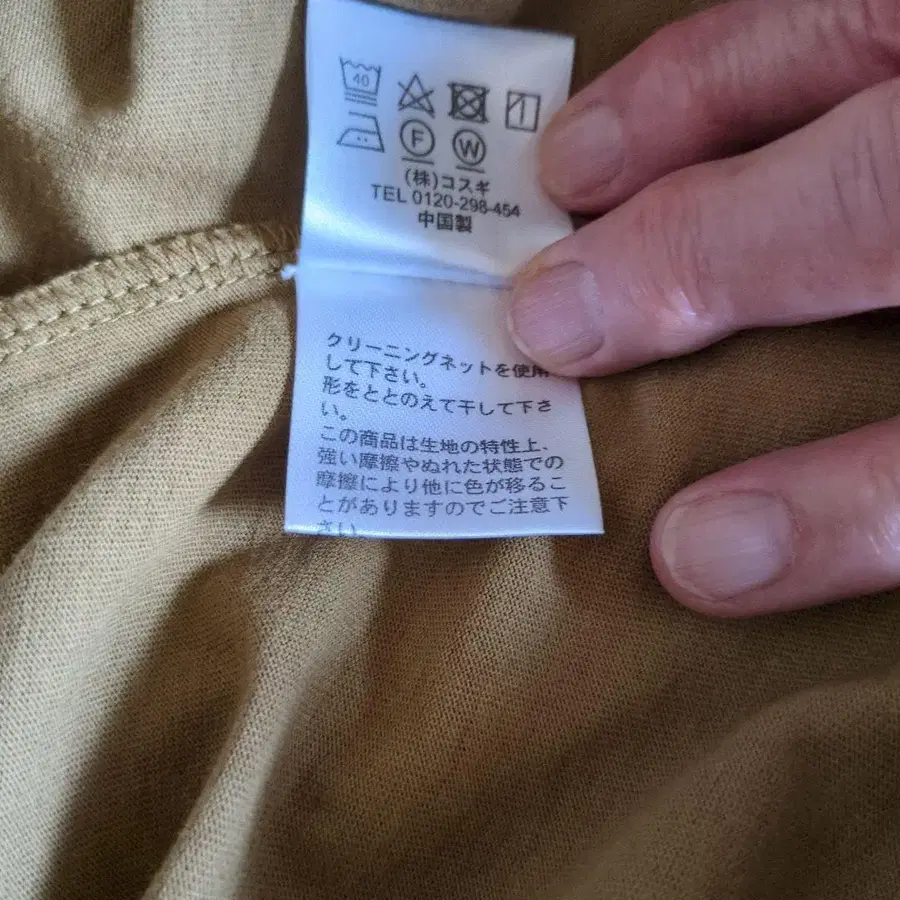 40
F W
(株)コスギ
TEL 0120-298-454
中国製
クリーニングネットを使用
して下さい。
形をととのえて干して下さ
い。
この商品は生地の特性上、
強い摩擦やぬれた状態での
摩擦により他に色が移るこ
とがありますのでご注意下
さい。